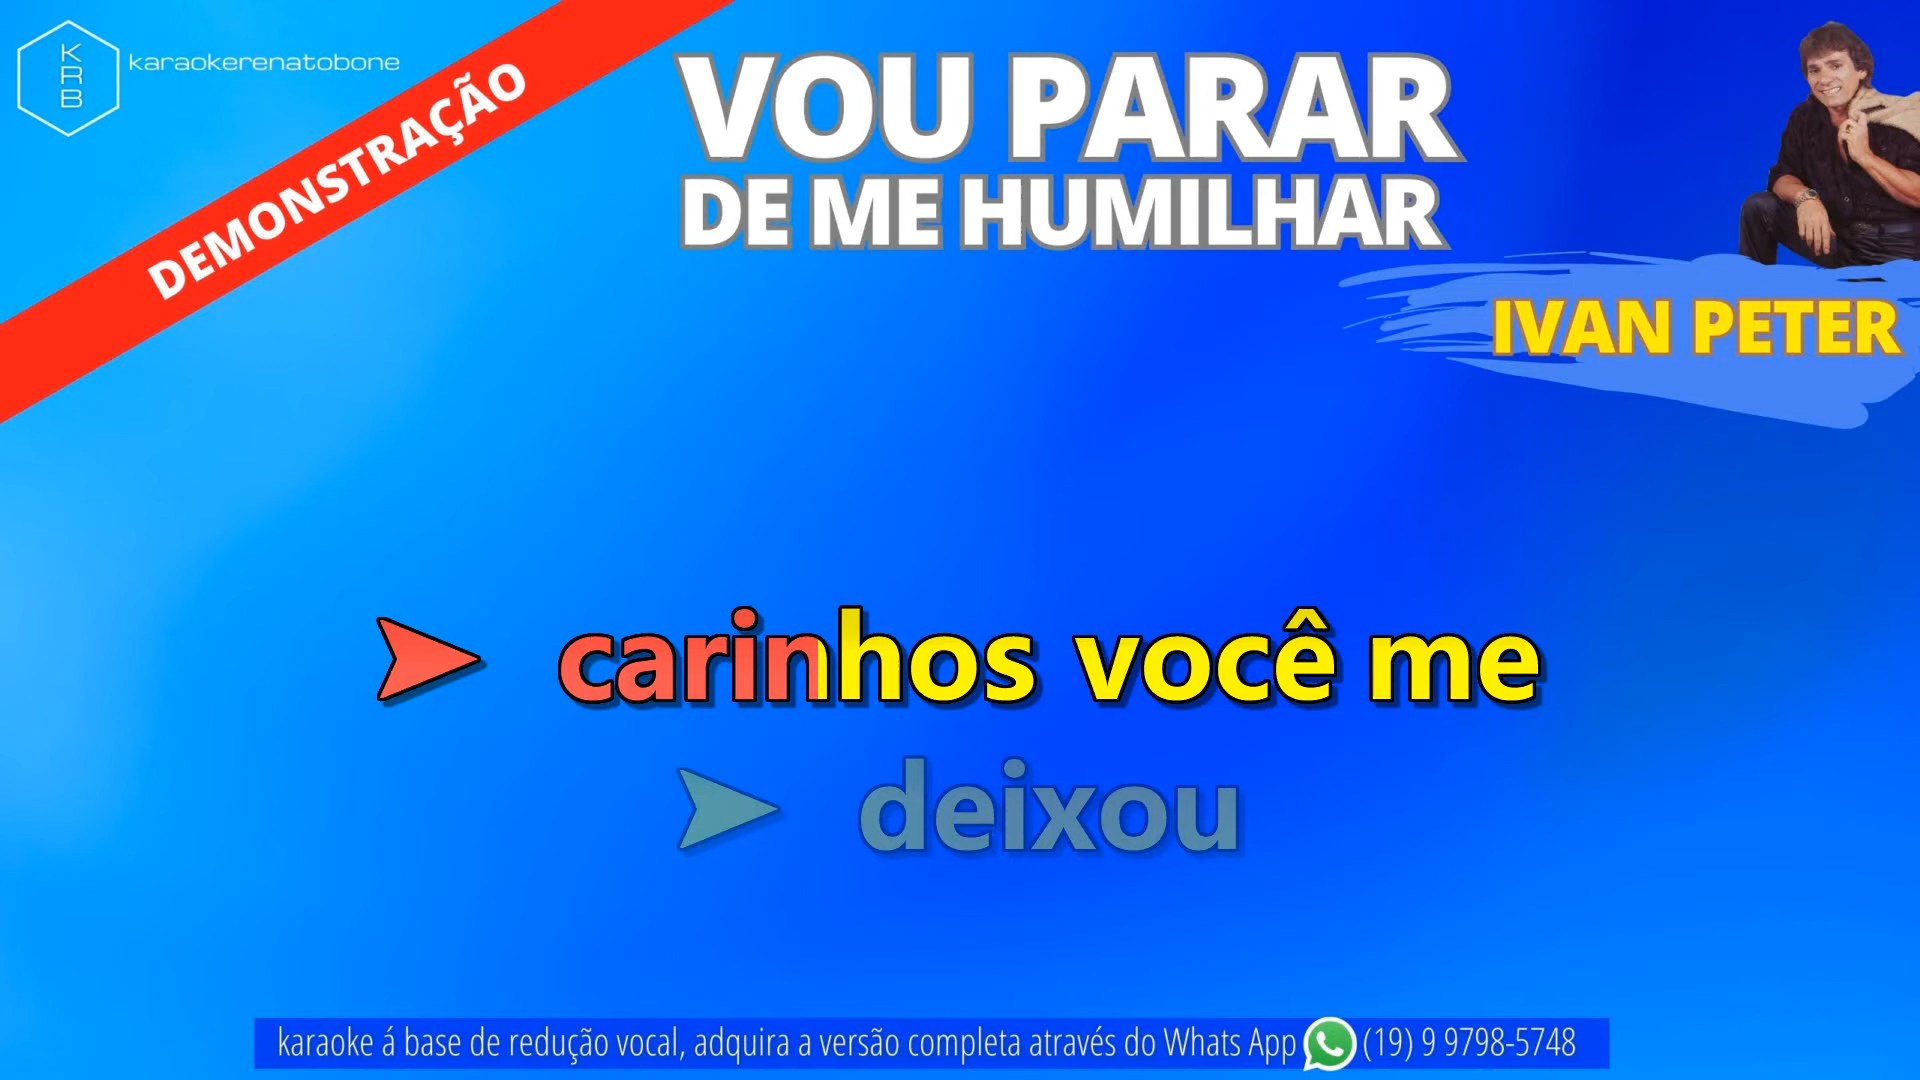 K
R
B
karaokerenatobone
DEMONSTRAÇÃO
VOU PARAR
DE ME HUMILHAR
IVAN PETER
carinhos você me
deixou
karaoke á base de redução vocal, adquira a versão completa através do Whats App (19) 9 9798-5748